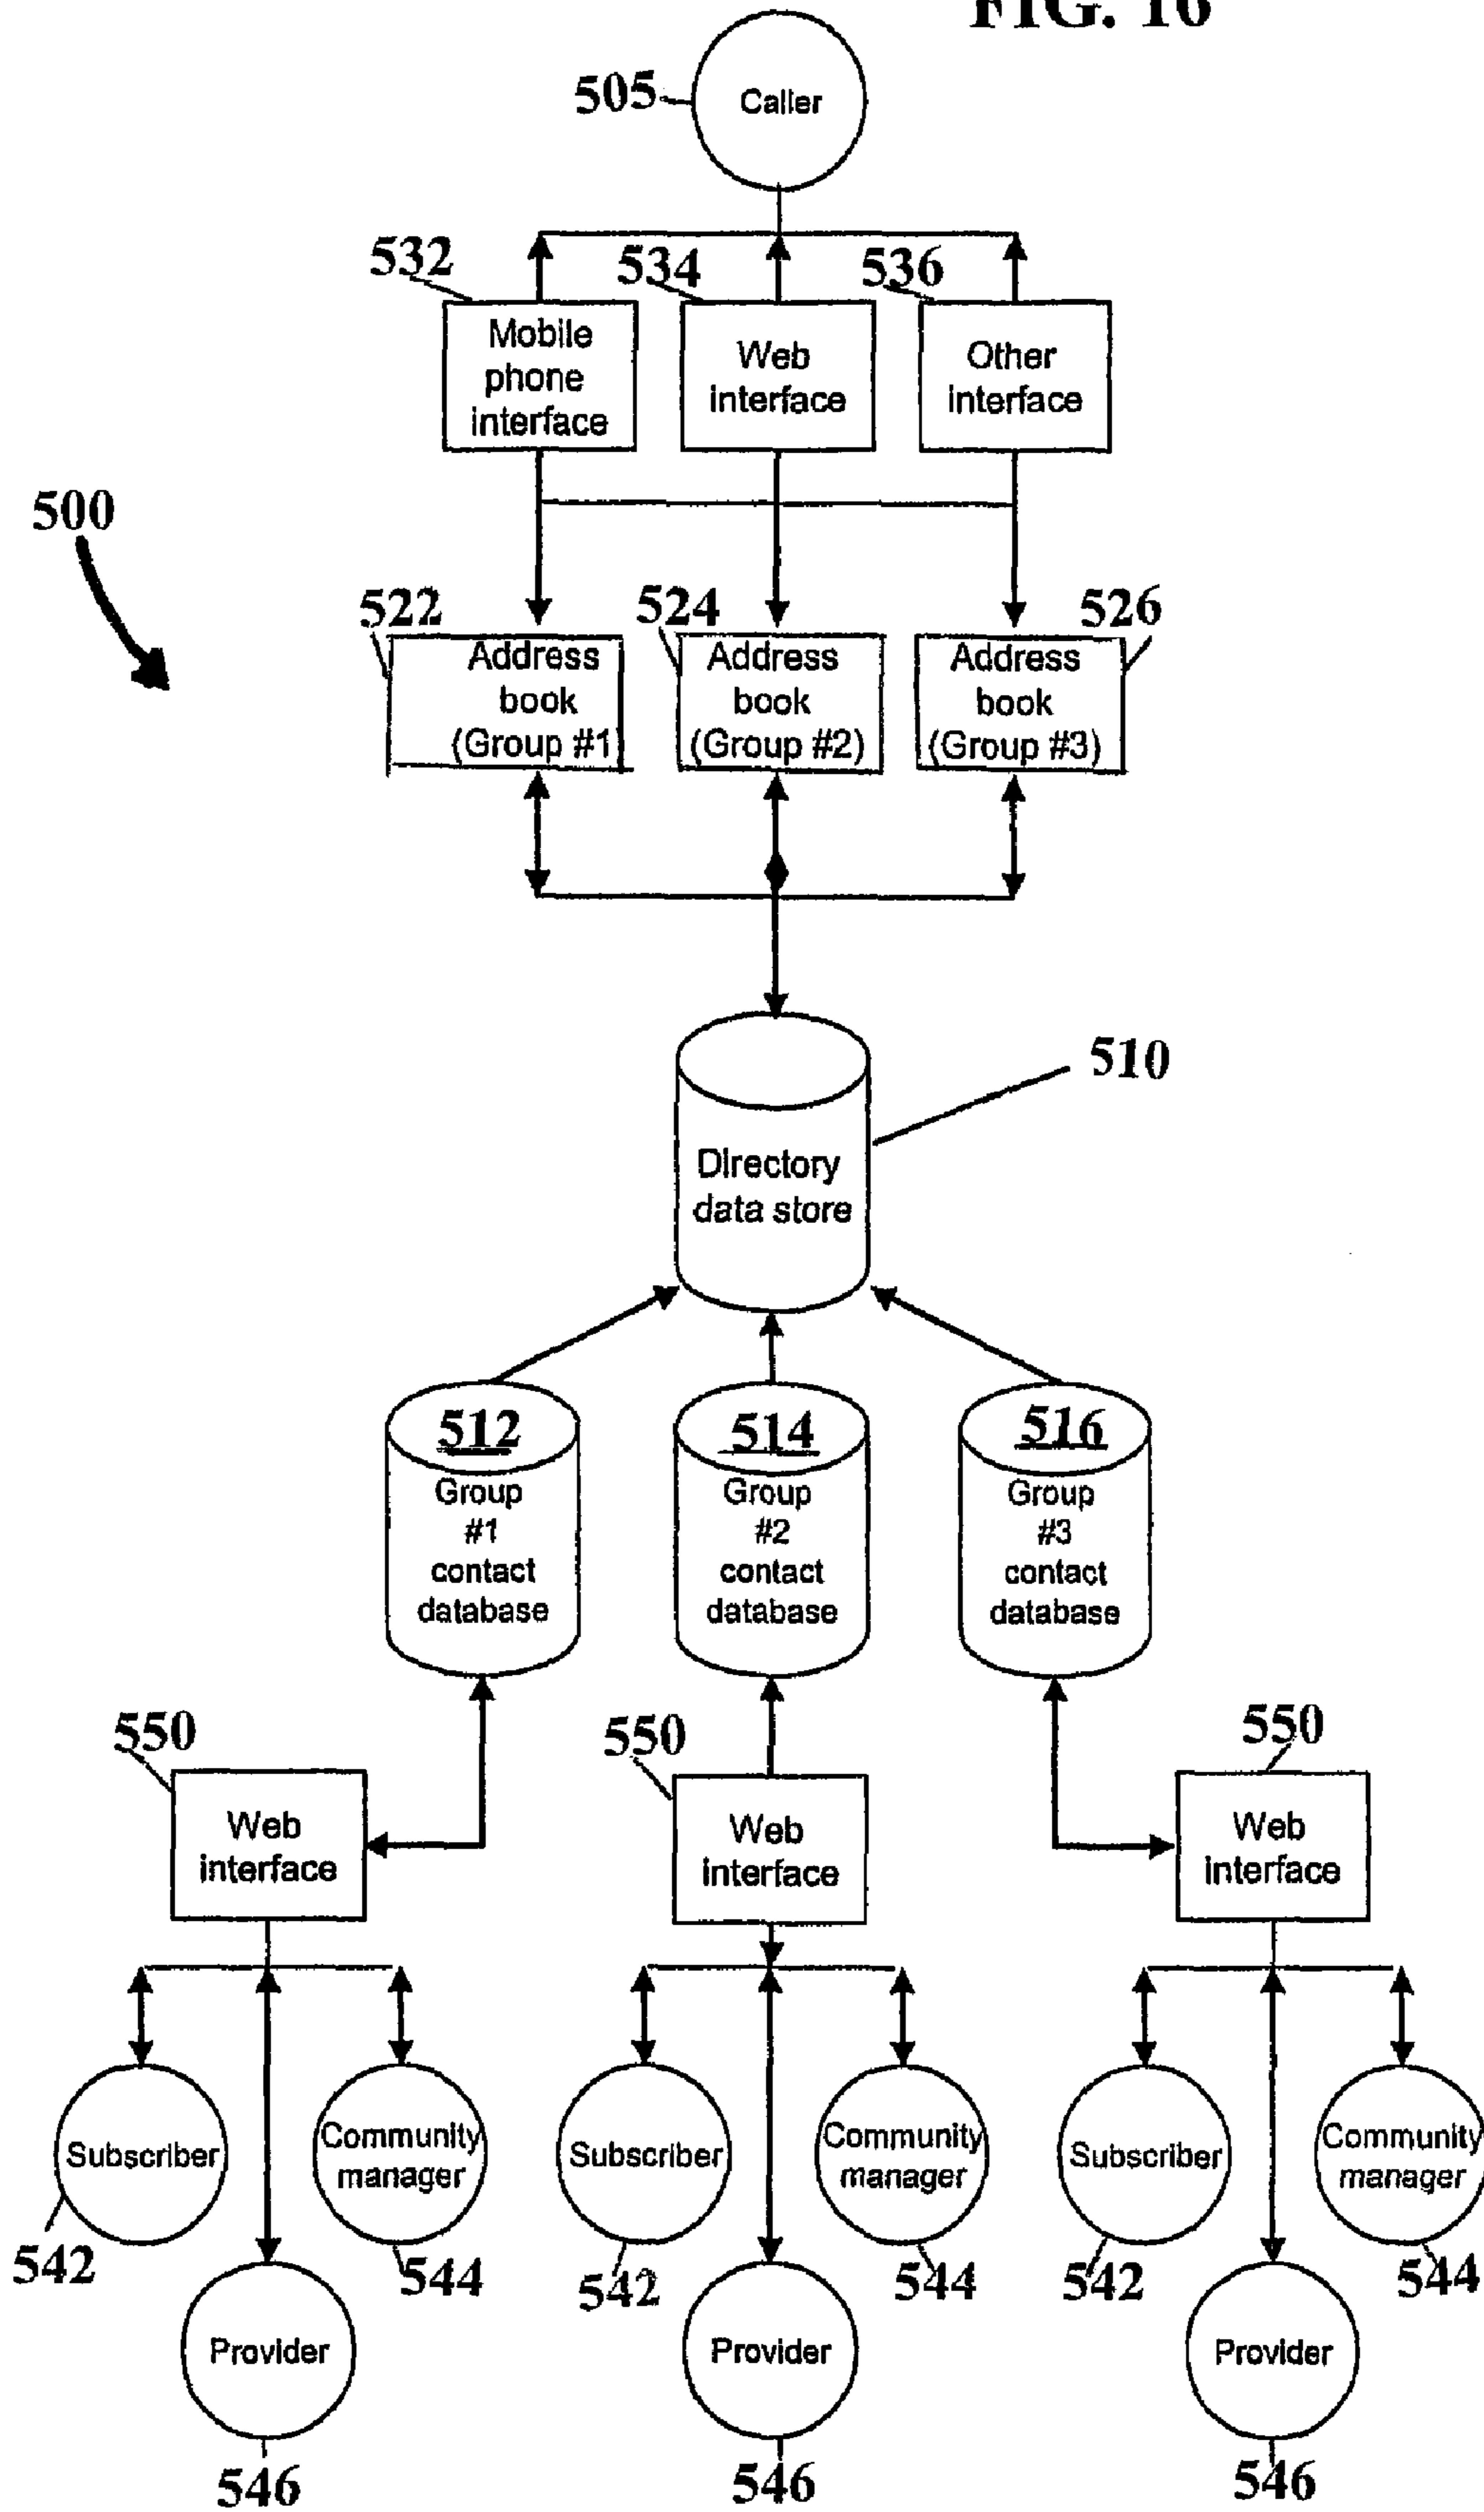 FIG. 10
505
Caller
532
534
536
Mobile
phone
interface
Web
interface
Other
interface
500
522
524
526
Address
book
(Group #1)
Address
book
(Group #2)
Address
book
(Group #3)
510
Directory
data store
512
Group
#1
contact
database
514
Group
#2
contact
database
516
Group
#3
contact
database
550
550
550
Web
interface
Web
interface
Web
interface
Subscriber
Community
manager
Subscriber
Community
manager
Subscriber
Community
manager
542
544
542
544
542
544
Provider
Provider
Provider
546
546
546